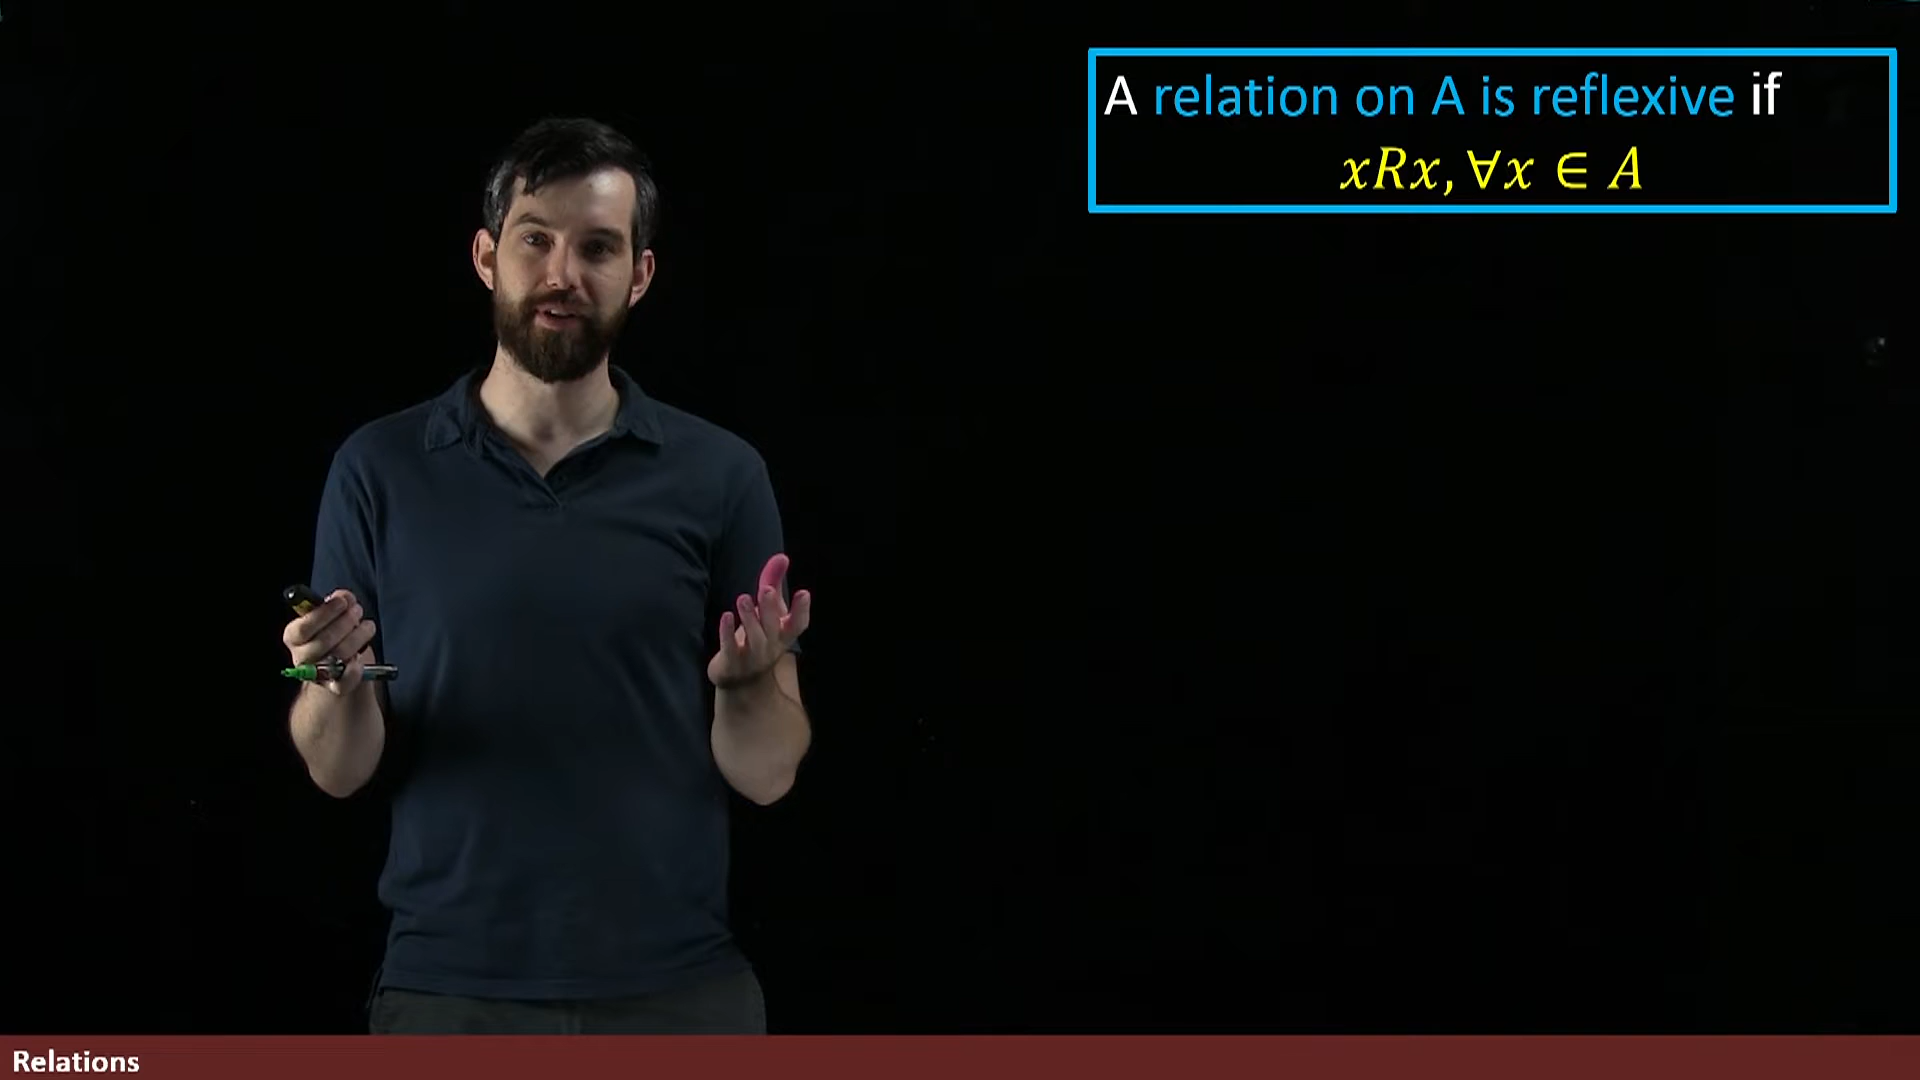 A relation on A is reflexive if
𝑥𝑅𝑥, ∀𝑥 ∈ 𝐴
Relations